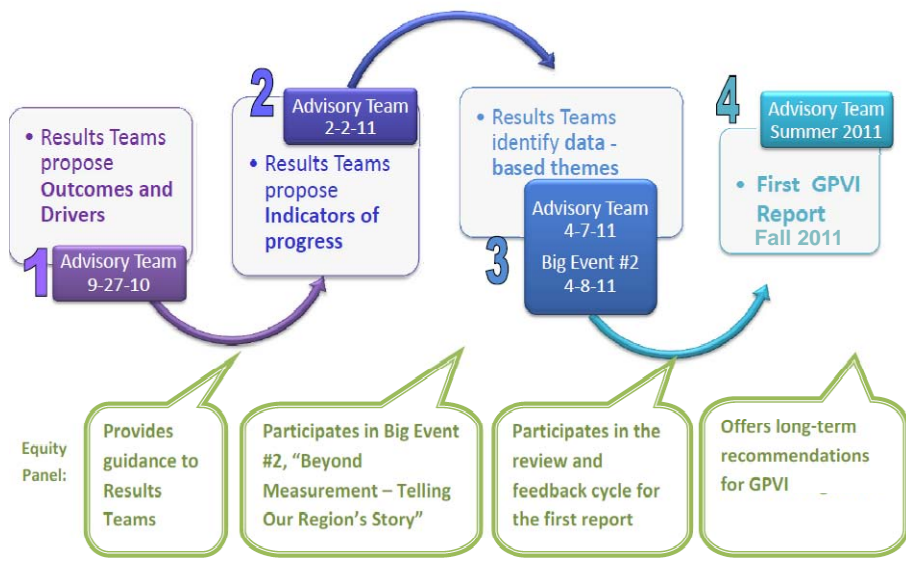 1
• Results Teams
propose
Outcomes and
Drivers
Advisory Team
9-27-10
2
Advisory Team
2-2-11
• Results Teams
propose
Indicators of
progress
• Results Teams
identify data -
based themes
3
Advisory Team
4-7-11
Big Event #2
4-8-11
4
Advisory Team
Summer 2011
• First GPVI
Report
Fall 2011
Equity
Panel:
Provides
guidance to
Results
Teams
Participates in Big Event
#2, “Beyond
Measurement – Telling
Our Region’s Story”
Participates in the
review and
feedback cycle for
the first report
Offers long-term
recommendations
for GPVI